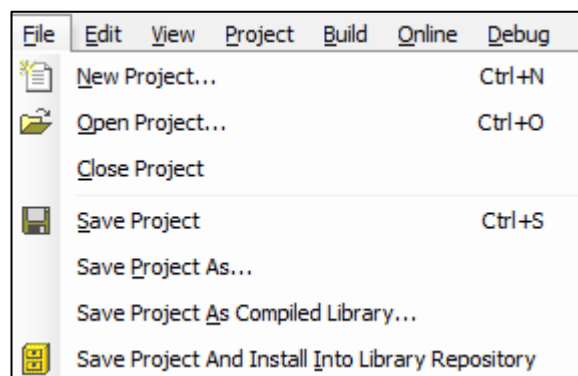 File Edit View Project Build Online Debug
New Project... Ctrl+N
Open Project... Ctrl+O
Close Project
Save Project Ctrl+S
Save Project As...
Save Project As Compiled Library...
Save Project And Install Into Library Repository